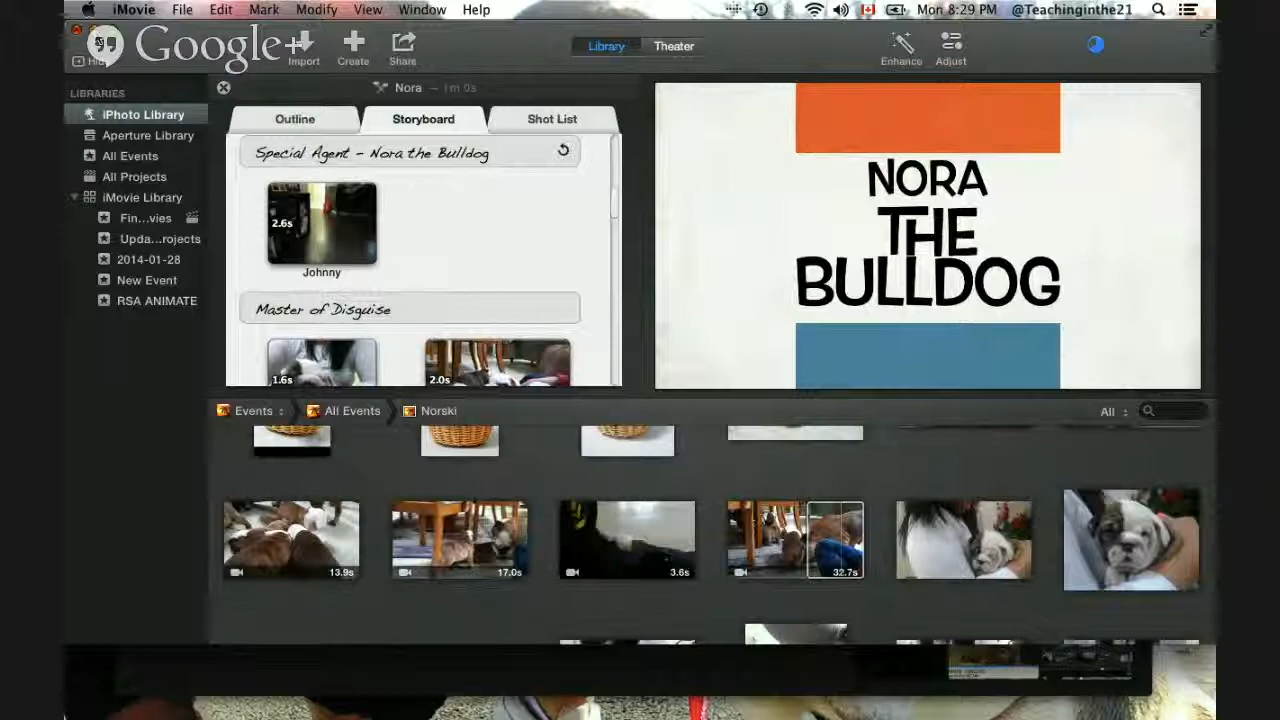 iMovie File Edit Mark Modify View Window Help Mon 8:29 PM @Teachinginthe21
Google+
Import Create Share Library Theater Enhance Adjust
LIBRARIES
iPhoto Library
Aperture Library
All Events
All Projects
iMovie Library
Fin...vies
Upda...rojects
2014-01-28
New Event
RSA ANIMATE
Nora – 1m 0s
Outline Storyboard Shot List
Special Agent - Nora the Bulldog
2.6s
Johnny
Master of Disguise
1.6s 2.0s
NORA
THE
BULLDOG
Events All Events Norski All
13.9s 17.0s 3.6s 32.7s